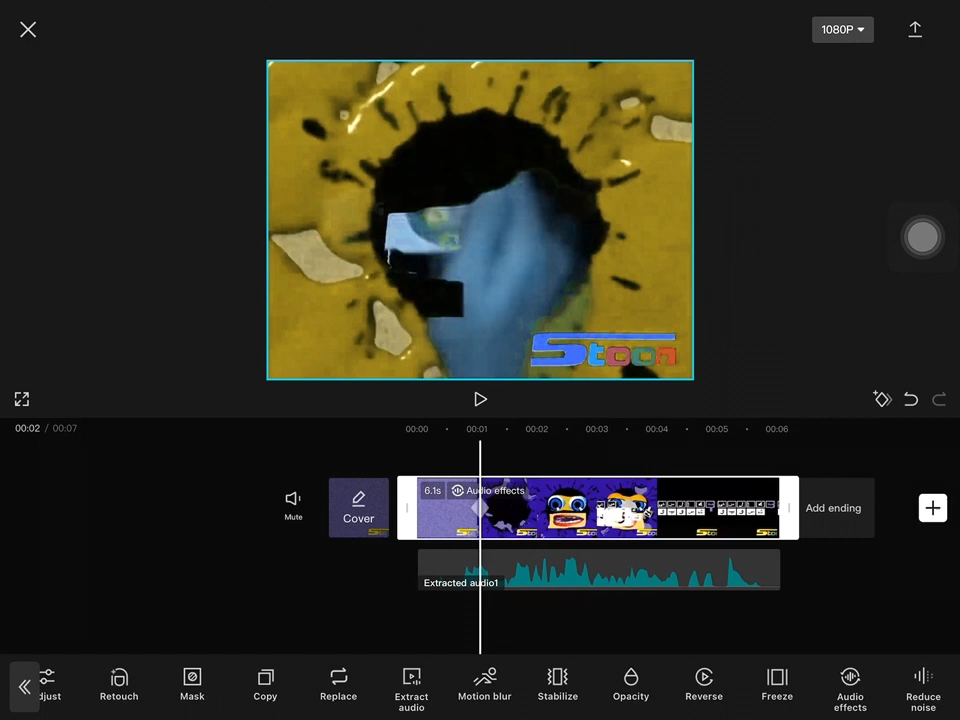 1080P
Stoon
00:02 / 00:07
00:00
00:01
00:02
00:03
00:04
00:05
00:06
Mute
Cover
6.1s
Audio effects
Add ending
Extracted audio1
djust
Retouch
Mask
Copy
Replace
Extract
audio
Motion blur
Stabilize
Opacity
Reverse
Freeze
Audio
effects
Reduce
noise